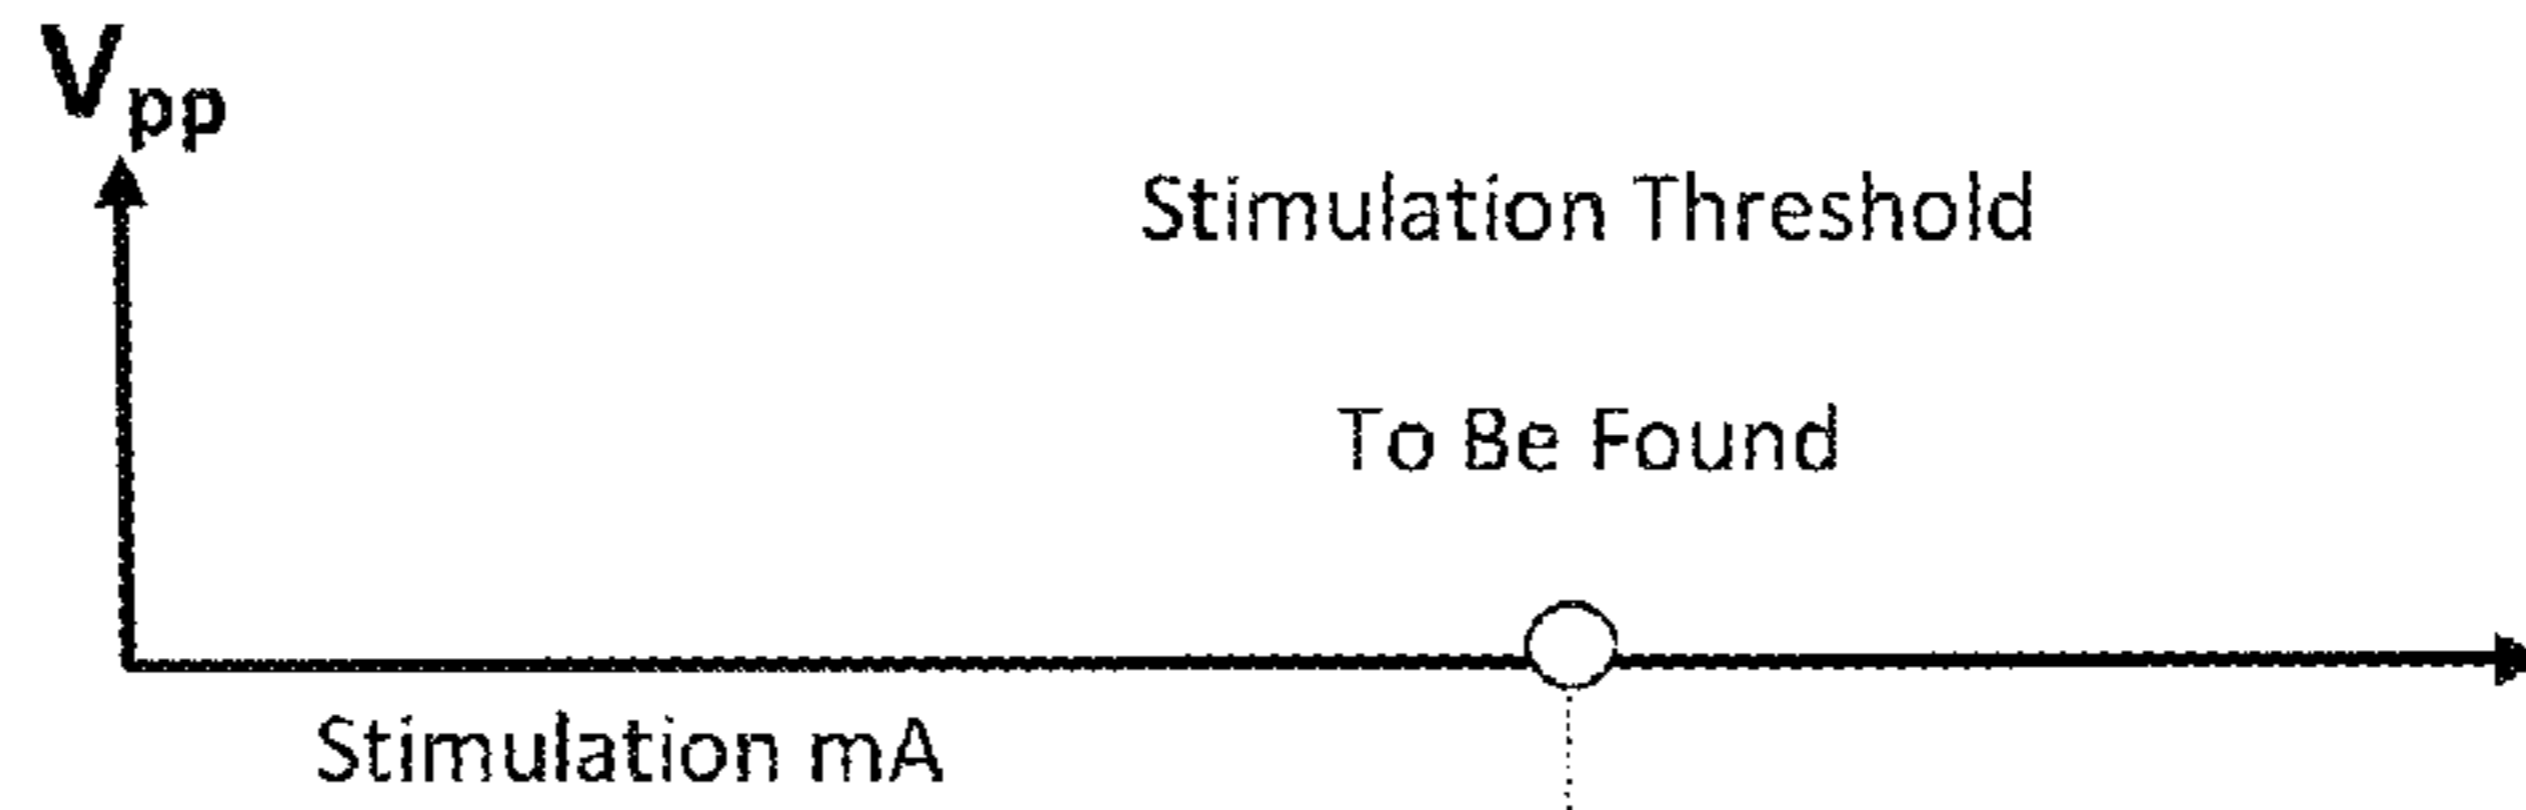 Vpp
Stimulation Threshold
To Be Found
Stimulation mA